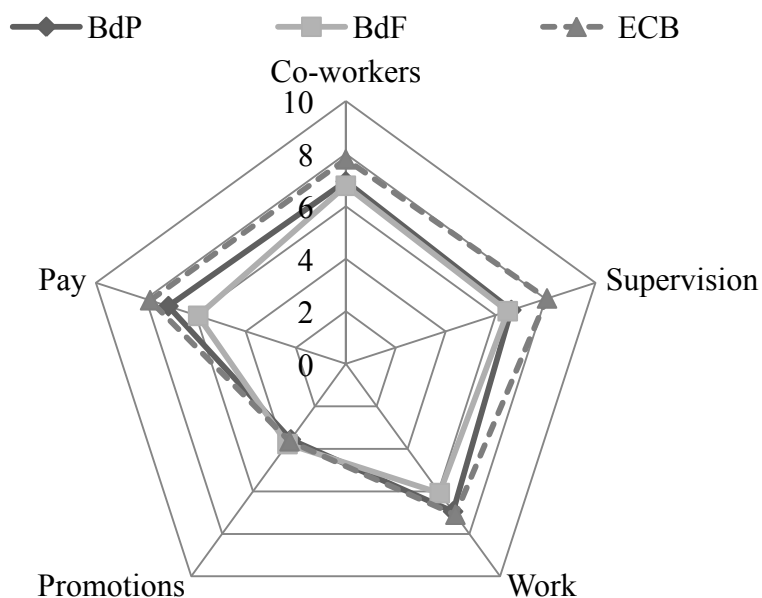 BdP BdF ECB
Co-workers
10
8
6
4
2
0
Pay
Supervision
Promotions
Work